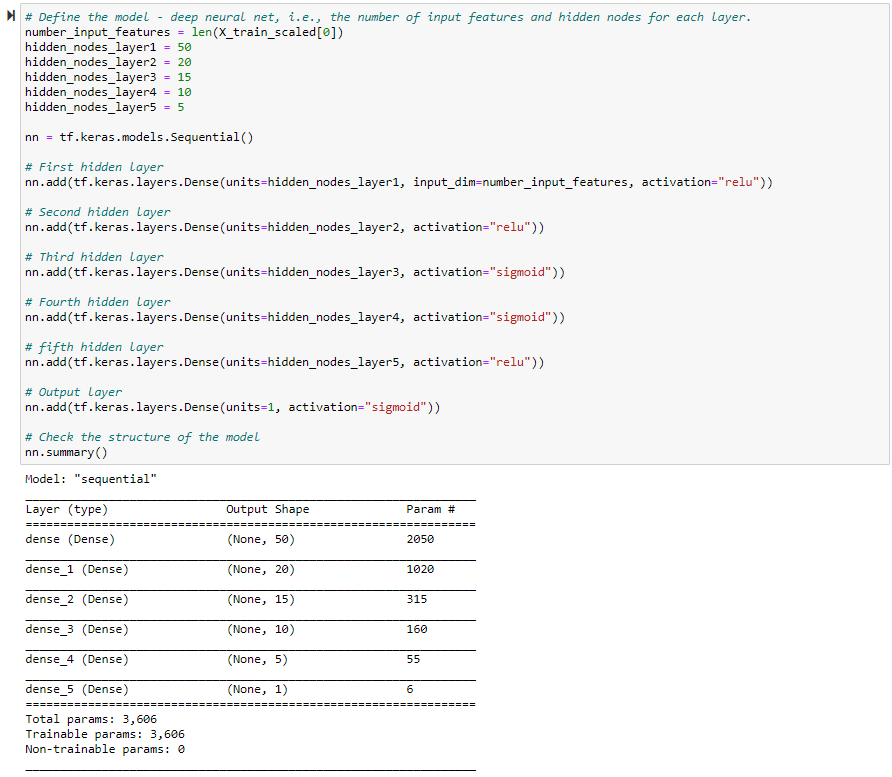 # Define the model - deep neural net, i.e., the number of input features and hidden nodes for each layer.
number_input_features = len(X_train_scaled[0])
hidden_nodes_layer1 = 50
hidden_nodes_layer2 = 20
hidden_nodes_layer3 = 15
hidden_nodes_layer4 = 10
hidden_nodes_layer5 = 5
nn = tf.keras.models.Sequential()
# First hidden layer
nn.add(tf.keras.layers.Dense(units=hidden_nodes_layer1, input_dim=number_input_features, activation="relu"))
# Second hidden layer
nn.add(tf.keras.layers.Dense(units=hidden_nodes_layer2, activation="relu"))
# Third hidden layer
nn.add(tf.keras.layers.Dense(units=hidden_nodes_layer3, activation="sigmoid"))
# Fourth hidden layer
nn.add(tf.keras.layers.Dense(units=hidden_nodes_layer4, activation="sigmoid"))
# fifth hidden layer
nn.add(tf.keras.layers.Dense(units=hidden_nodes_layer5, activation="relu"))
# Output layer
nn.add(tf.keras.layers.Dense(units=1, activation="sigmoid"))
# Check the structure of the model
nn.summary()
Model: "sequential"
Layer (type) Output Shape Param #
dense (Dense) (None, 50) 2050
dense_1 (Dense) (None, 20) 1020
dense_2 (Dense) (None, 15) 315
dense_3 (Dense) (None, 10) 160
dense_4 (Dense) (None, 5) 55
dense_5 (Dense) (None, 1) 6
Total params: 3,606
Trainable params: 3,606
Non-trainable params: 0